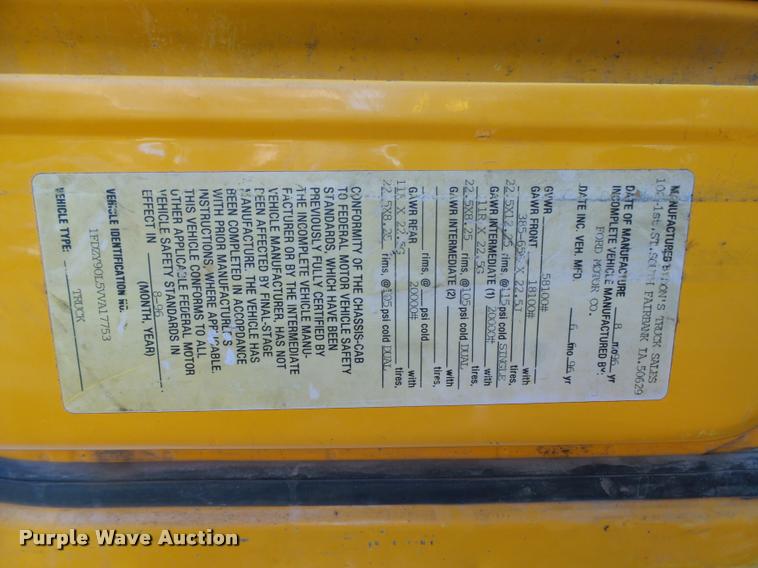 MANUFACTURED BY
RON'S TRUCK SALES
1st.ST.SOUTH FAIRBANK IA.50629
DATE OF MANUFACTURE 8 mo 96 yr
INCOMPLETE VEHICLE MANUFACTURED BY:
FORD MOTOR CO.
DATE INC. VEH. MFD. 6 mo 96 yr
GVWR 58100#
GAWR FRONT 18100# with
X 22.5J tires,
22.5X12.25 rims, @ 115 psi cold SINGLE
GAWR INTERMEDIATE (1) 20000# with
11R X 22.5G tires,
22.5X8.25 rims, @ 105 psi cold DUAL
GAWR INTERMEDIATE (2) with
tires,
rims, @ psi cold
GAWR REAR 20000# with
11R X 22.5G tires,
22.5X8.25 rims, @ 105 psi cold DUAL
CONFORMITY OF THE CHASSIS-CAB
TO FEDERAL MOTOR VEHICLE SAFETY
STANDARDS, WHICH HAVE BEEN
PREVIOUSLY FULLY CERTIFIED BY
THE INCOMPLETE VEHICLE MANU-
FACTURER OR BY THE INTERMEDIATE
VEHICLE MANUFACTURER, HAS NOT
BEEN AFFECTED BY FINAL-STAGE
MANUFACTURE. THE VEHICLE HAS
BEEN COMPLETED IN ACCORDANCE
WITH PRIOR MANUFACTURER'S
INSTRUCTIONS, WHERE APPLICABLE.
THIS VEHICLE CONFORMS TO ALL
OTHER APPLICABLE FEDERAL MOTOR
VEHICLE SAFETY STANDARDS IN
EFFECT IN 8-96
(MONTH, YEAR)
VEHICLE IDENTIFICATION NO.
1FDZY90L5VVA17753
VEHICLE TYPE: TRUCK
Purple Wave Auction